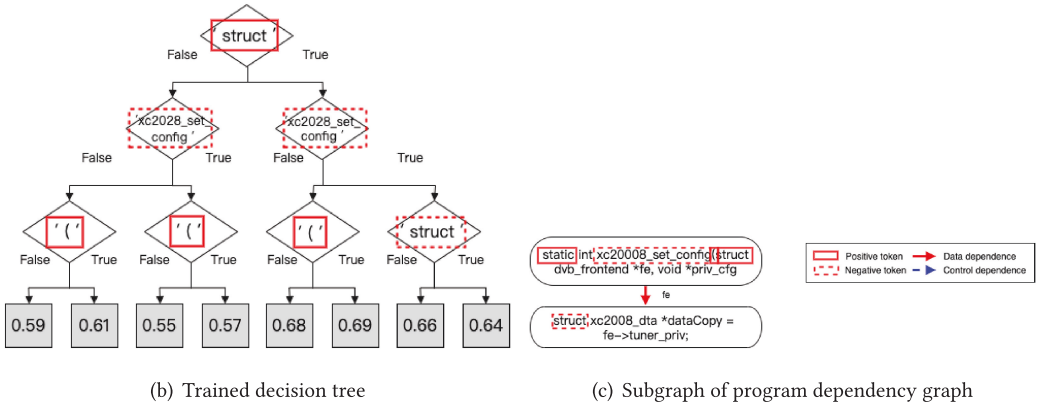 ' struct '
False True
'xc2028_set_
config '
'xc2028_set_
config '
False True False True
' ( '
' ( '
' ( '
' struct '
False True False True False True False True
0.59 0.61 0.55 0.57 0.68 0.69 0.66 0.64
(b) Trained decision tree
static int xc20008_set_config(struct
dvb_frontend *fe, void *priv_cfg
fe
struct xc2008_dta *dataCopy =
fe->tuner_priv;
Positive token Data dependence
Negative token Control dependence
(c) Subgraph of program dependency graph